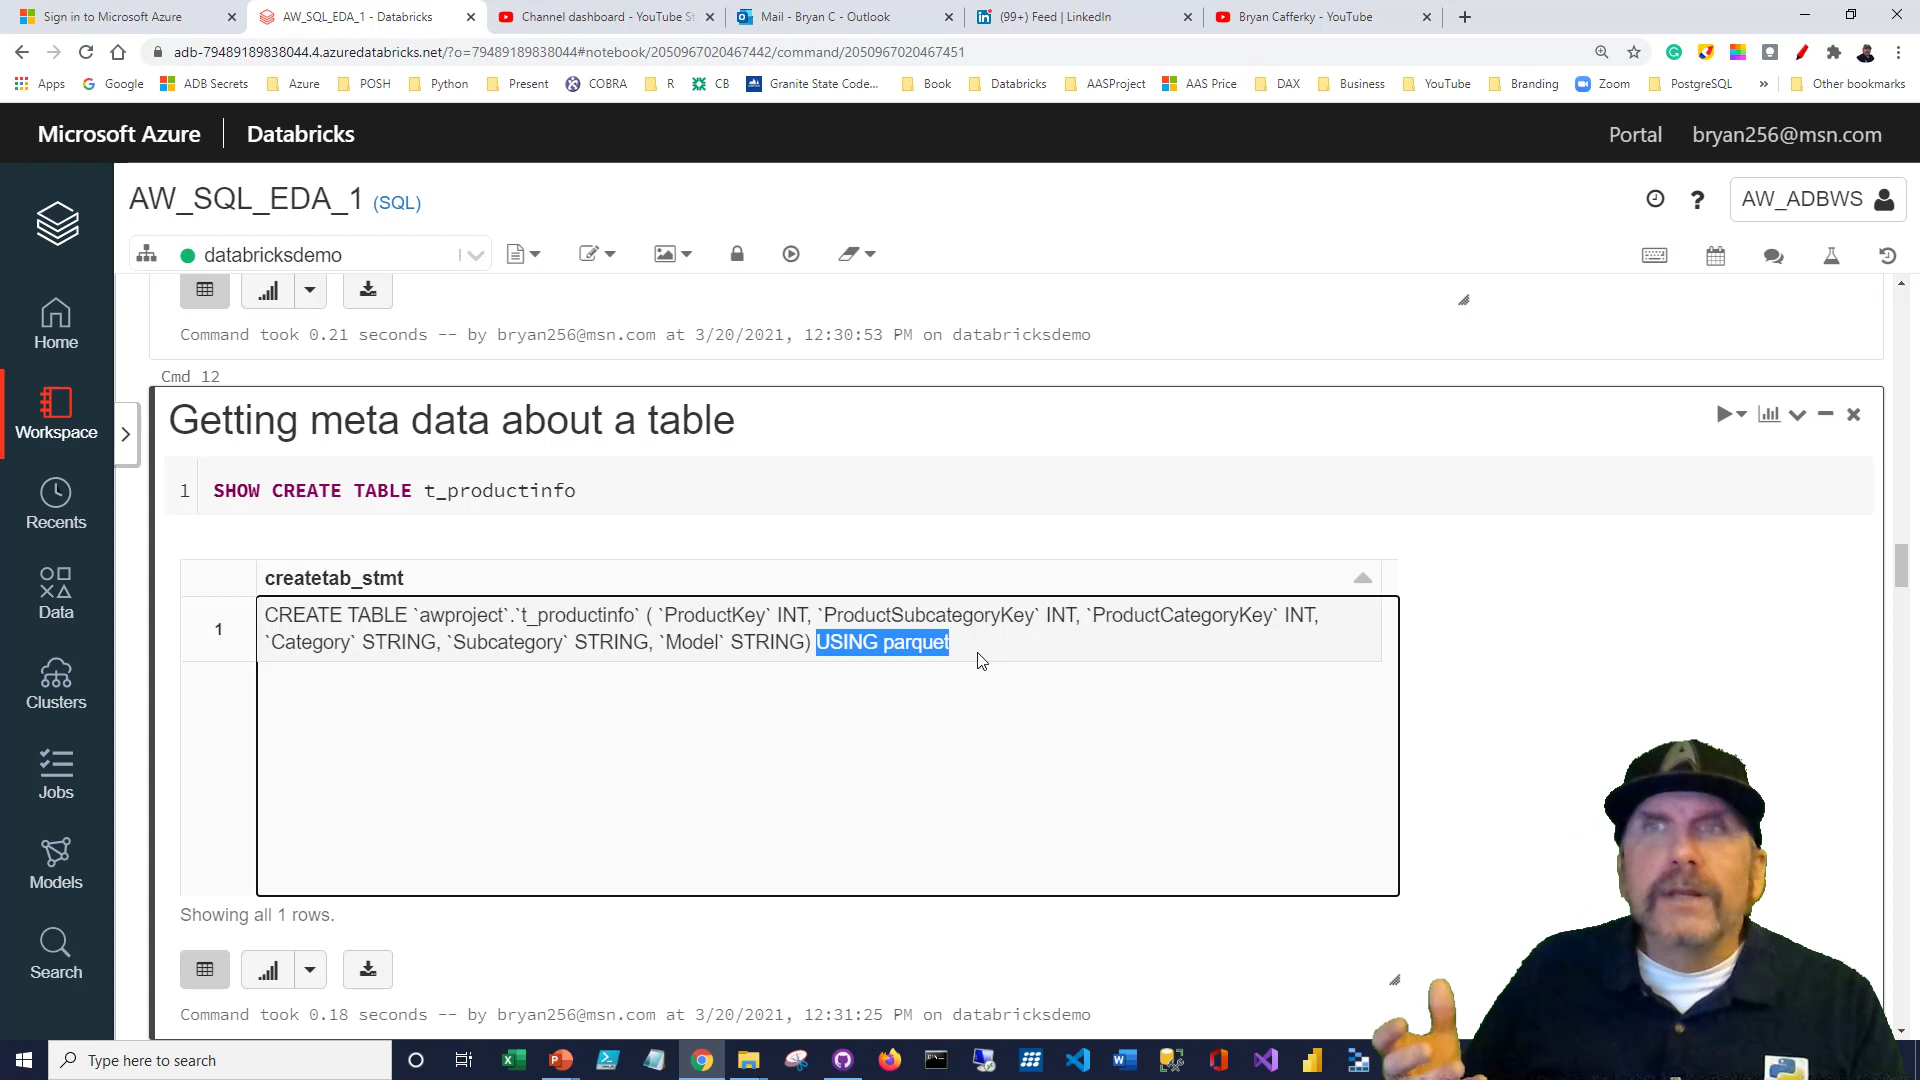 Sign in to Microsoft Azure
AW_SQL_EDA_1 - Databricks
Channel dashboard - YouTube St
Mail - Bryan C - Outlook
(99+) Feed | LinkedIn
Bryan Cafferky - YouTube
adb-79489189838044.4.azuredatabricks.net/?o=79489189838044#notebook/2050967020467442/command/2050967020467451
Apps
Google
ADB Secrets
Azure
POSH
Python
Present
COBRA
R
CB
Granite State Code...
Book
Databricks
AASProject
AAS Price
DAX
Business
YouTube
Branding
Zoom
PostgreSQL
»
Other bookmarks
Microsoft Azure
Databricks
Portal
bryan256@msn.com
AW_SQL_EDA_1 (SQL)
AW_ADBWS
databricksdemo
Home
Workspace
Recents
Data
Clusters
Jobs
Models
Search
Command took 0.21 seconds -- by bryan256@msn.com at 3/20/2021, 12:30:53 PM on databricksdemo
Cmd 12
Getting meta data about a table
1 SHOW CREATE TABLE t_productinfo
createtab_stmt
1
CREATE TABLE `awproject`.`t_productinfo` ( `ProductKey` INT, `ProductSubcategoryKey` INT, `ProductCategoryKey` INT,
`Category` STRING, `Subcategory` STRING, `Model` STRING) USING parquet
Showing all 1 rows.
Command took 0.18 seconds -- by bryan256@msn.com at 3/20/2021, 12:31:25 PM on databricksdemo
Type here to search